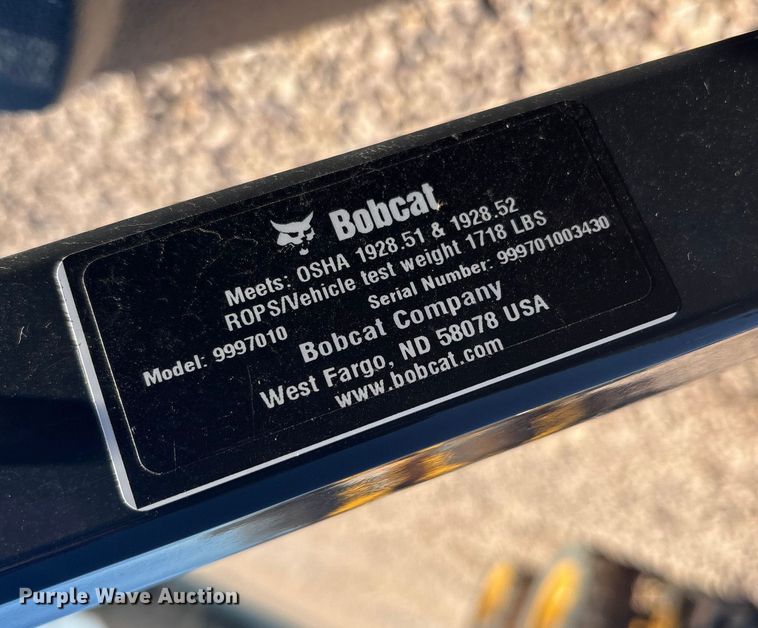 Bobcat
Meets: OSHA 1928.51 & 1928.52
ROPS/Vehicle test weight 1718 LBS
Model: 9997010 Serial Number: 999701003430
Bobcat Company
West Fargo, ND 58078 USA
www.bobcat.com
Purple Wave Auction